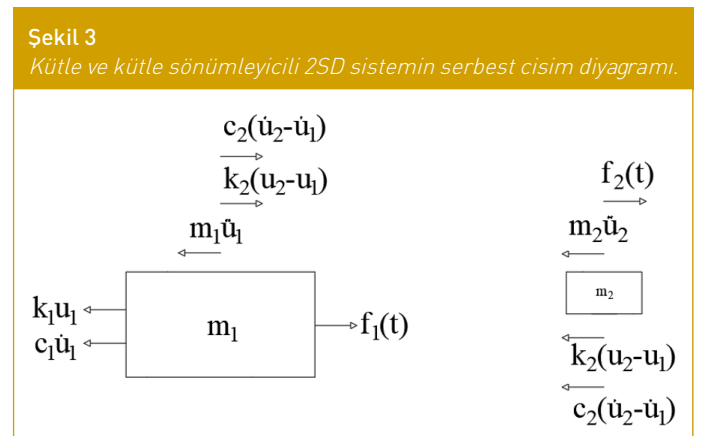 Şekil 3
Kütle ve kütle sönümleyicili 2SD sistemin serbest cisim diyagramı.
c₂(u̇₂-u̇₁)
k₂(u₂-u₁)
m₁ü₁
k₁u₁
c₁u̇₁
m₁
f₁(t)
f₂(t)
m₂ü₂
m₂
k₂(u₂-u₁)
c₂(u̇₂-u̇₁)